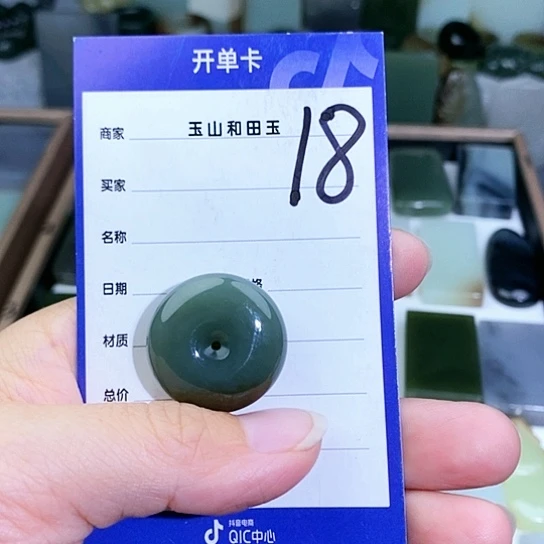 开单卡
商家 玉山和田玉
18
买家
名称
日期
材质
总价
抖音电商
QIC中心